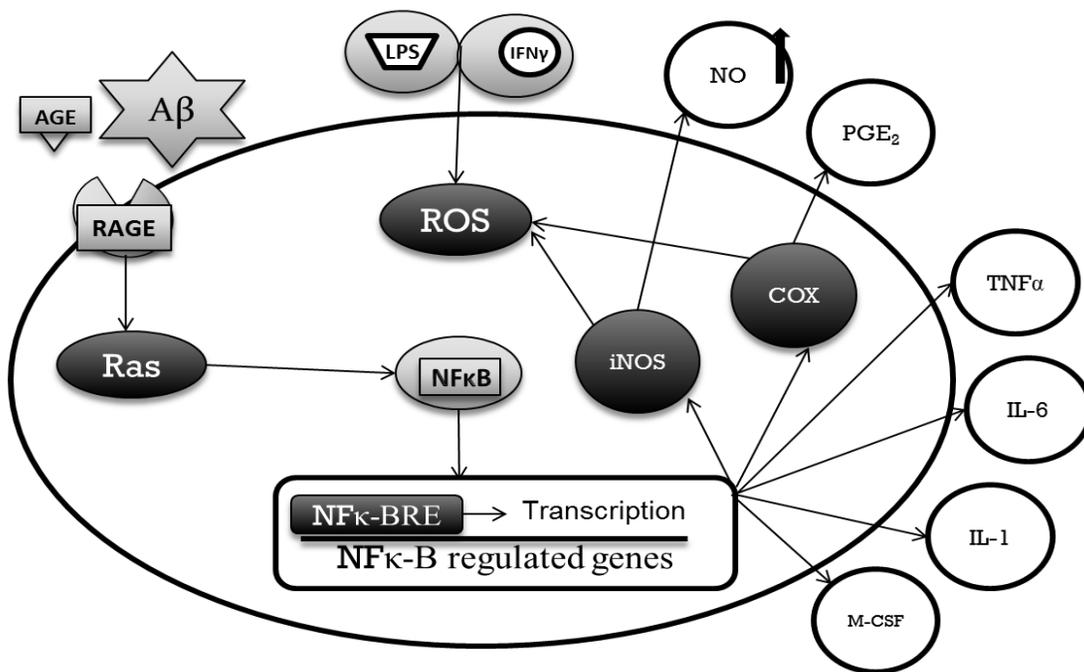 LPS
IFNγ
NO
AGE
Aβ
PGE₂
RAGE
ROS
TNFα
COX
Ras
iNOS
NFκB
IL-6
NFκ-BRE
Transcription
NFκ-B regulated genes
IL-1
M-CSF